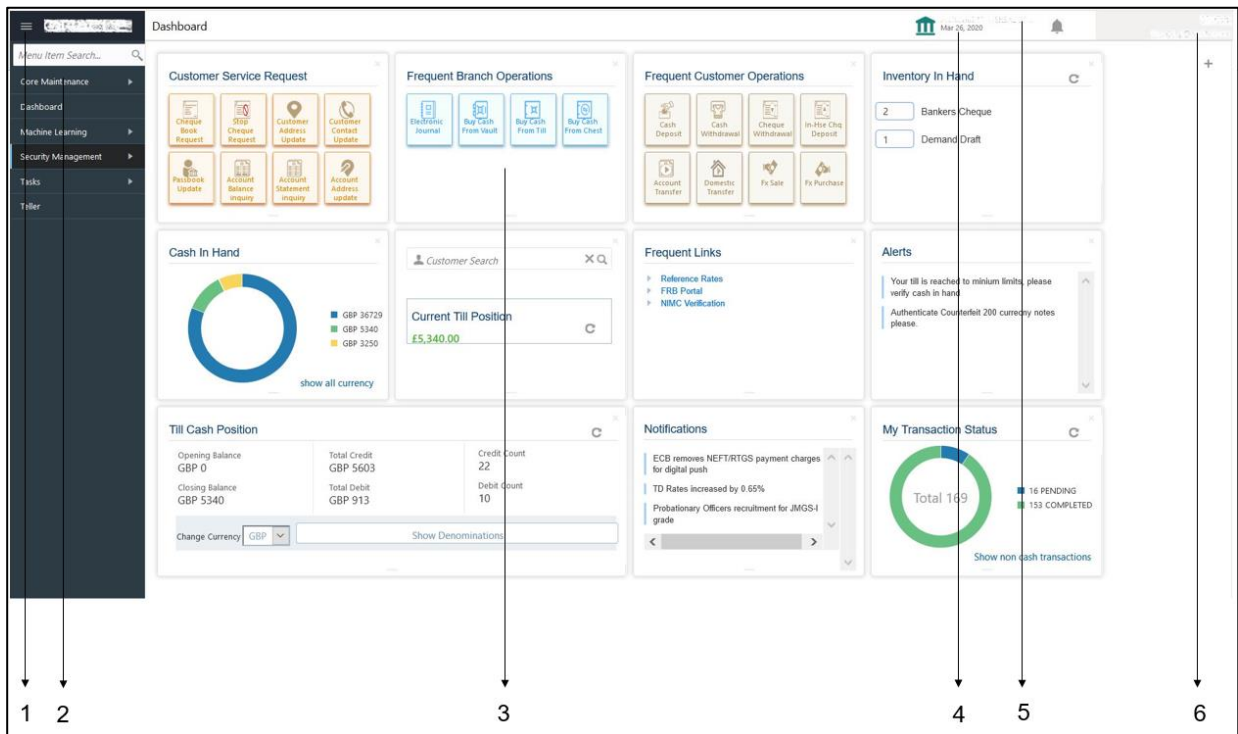 Dashboard
Mar 26, 2020
Menu Item Search...
Core Maintenance
Dashboard
Machine Learning
Security Management
Tasks
Teller
Customer Service Request
Cheque Book Request
Stop Cheque Request
Customer Address Update
Customer Contact Update
Passbook Update
Account Balance inquiry
Account Statement inquiry
Account Address update
Frequent Branch Operations
Electronic Journal
Buy Cash From Vault
Buy Cash From Till
Buy Cash From Chest
Frequent Customer Operations
Cash Deposit
Cash Withdrawal
Cheque Withdrawal
In-Hse Chq Deposit
Account Transfer
Domestic Transfer
Fx Sale
Fx Purchase
Inventory In Hand
2 Bankers Cheque
1 Demand Draft
Cash In Hand
GBP 36729
GBP 5340
GBP 3250
show all currency
Customer Search
Current Till Position
£5,340.00
Frequent Links
Reference Rates
FRB Portal
NIMC Verification
Alerts
Your till is reached to minium limits, please
verify cash in hand
Authenticate Counterfeit 200 currecny notes
please.
Till Cash Position
Opening Balance
GBP 0
Total Credit
GBP 5603
Credit Count
22
Closing Balance
GBP 5340
Total Debit
GBP 913
Debit Count
10
Change Currency GBP
Show Denominations
Notifications
ECB removes NEFT/RTGS payment charges
for digital push
TD Rates increased by 0.65%
Probationary Officers recruitment for JMGS-I
grade
My Transaction Status
Total 169
16 PENDING
153 COMPLETED
Show non cash transactions
1 2 3 4 5 6